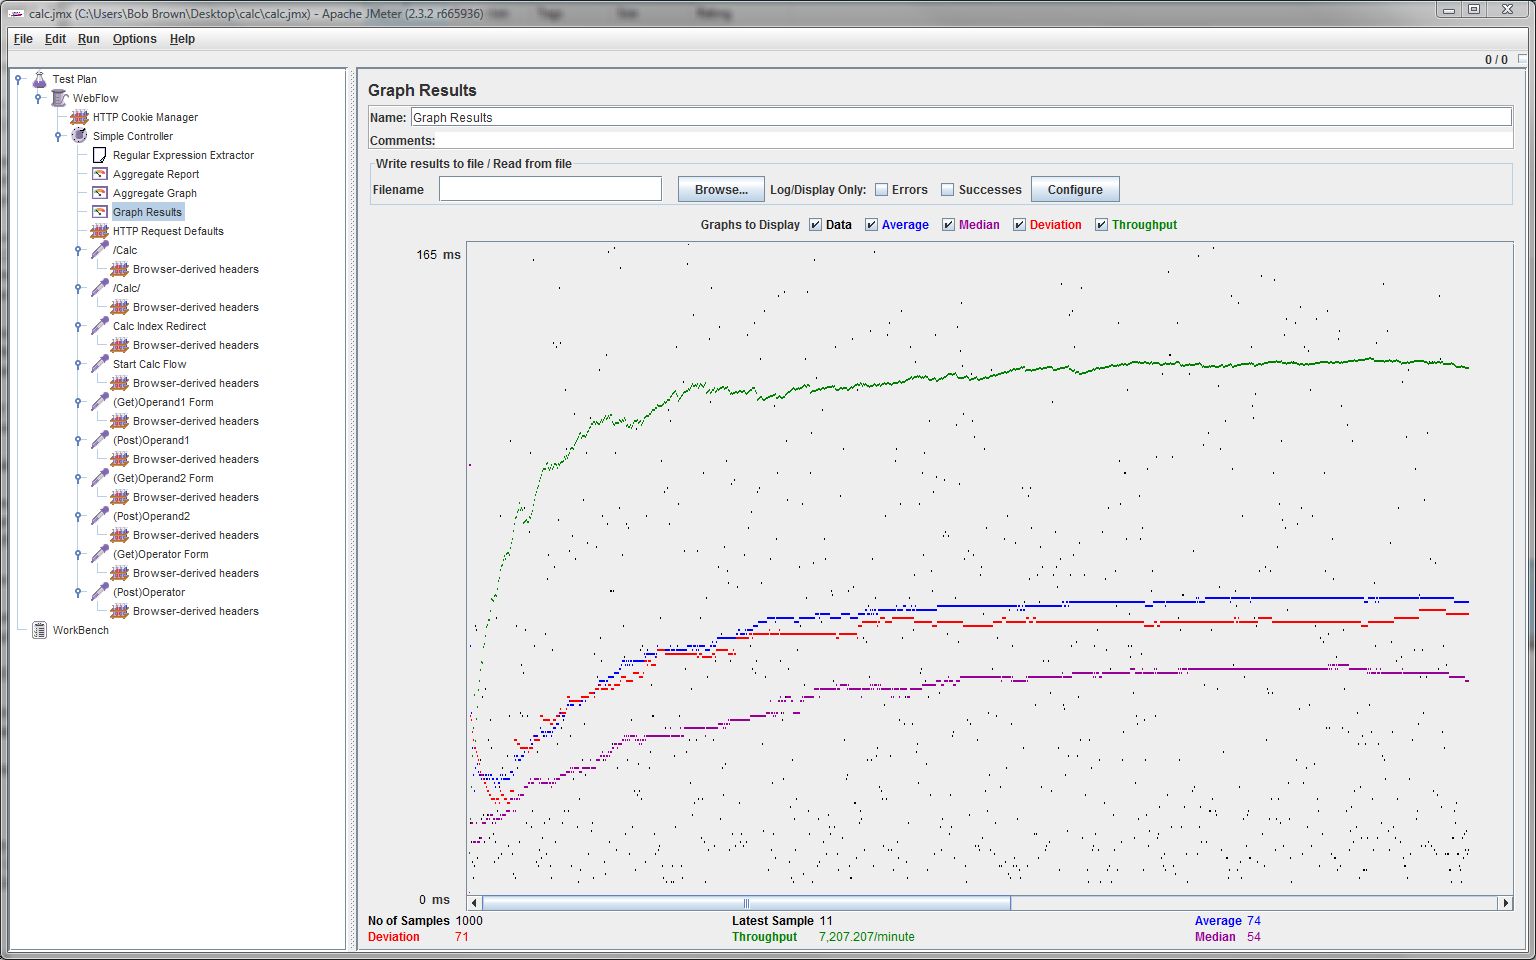 calc.jmx (C:\Users\Bob Brown\Desktop\calc\calc.jmx) - Apache JMeter (2.3.2 r665936)
File Edit Run Options Help
0 / 0
Test Plan
WebFlow
HTTP Cookie Manager
Simple Controller
Regular Expression Extractor
Aggregate Report
Aggregate Graph
Graph Results
HTTP Request Defaults
/Calc
Browser-derived headers
/Calc/
Browser-derived headers
Calc Index Redirect
Browser-derived headers
Start Calc Flow
Browser-derived headers
(Get)Operand1 Form
Browser-derived headers
(Post)Operand1
Browser-derived headers
(Get)Operand2 Form
Browser-derived headers
(Post)Operand2
Browser-derived headers
(Get)Operator Form
Browser-derived headers
(Post)Operator
Browser-derived headers
WorkBench
Graph Results
Name: Graph Results
Comments:
Write results to file / Read from file
Filename Browse... Log/Display Only: Errors Successes Configure
Graphs to Display Data Average Median Deviation Throughput
165 ms
0 ms
No of Samples 1000 Latest Sample 11 Average 74
Deviation 71 Throughput 7,207.207/minute Median 54